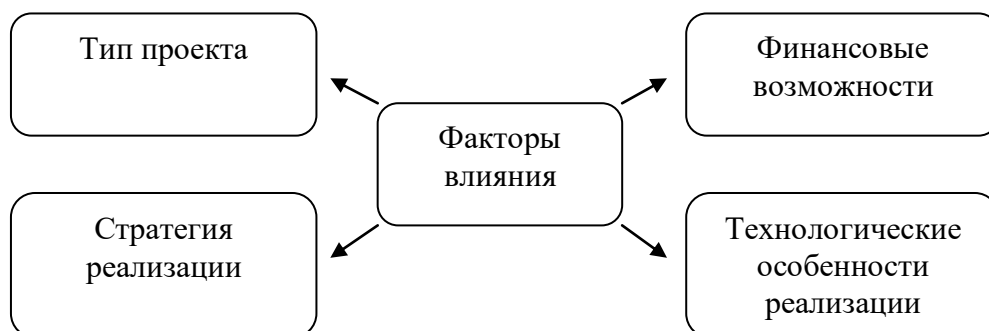 Тип проекта
Финансовые
возможности
Факторы
влияния
Стратегия
реализации
Технологические
особенности
реализации